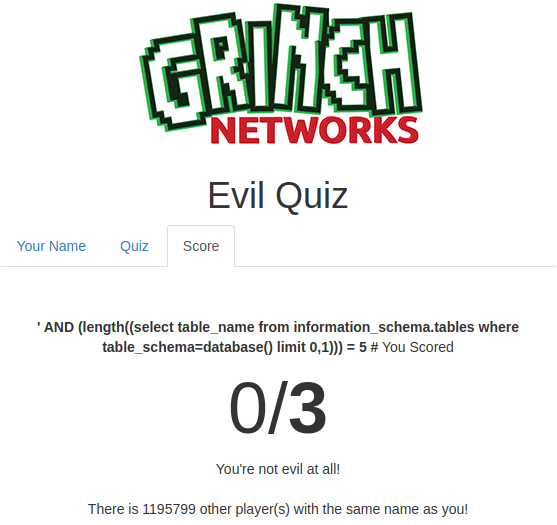 GRINCH
NETWORKS
Evil Quiz
Your Name Quiz Score
' AND (length((select table_name from information_schema.tables where
table_schema=database() limit 0,1))) = 5 # You Scored
0/3
You're not evil at all!
There is 1195799 other player(s) with the same name as you!